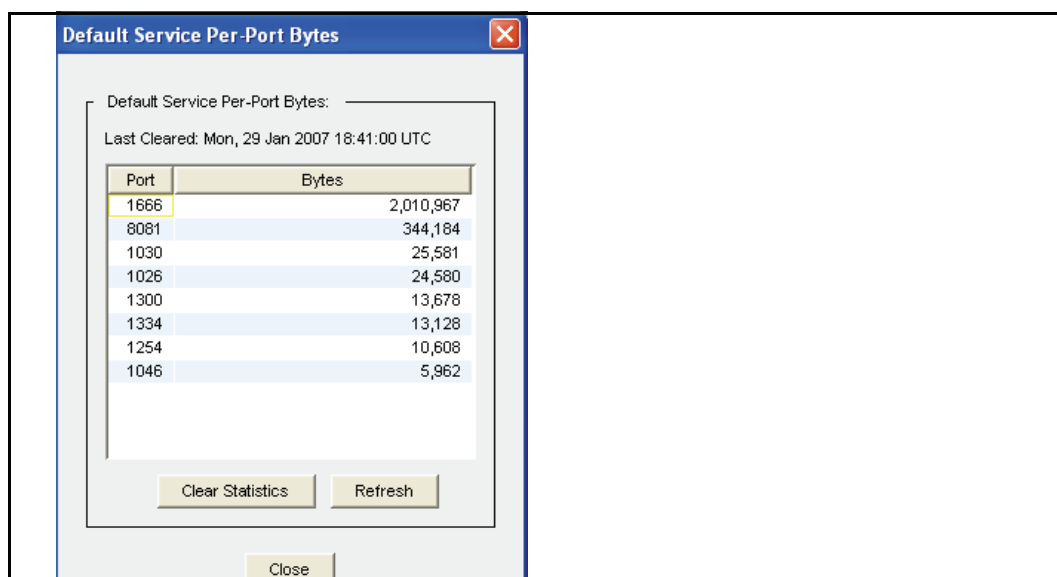 Default Service Per-Port Bytes
Default Service Per-Port Bytes:
Last Cleared: Mon, 29 Jan 2007 18:41:00 UTC
Port Bytes
1666 2,010,967
8081 344,184
1030 25,581
1026 24,580
1300 13,678
1334 13,128
1254 10,608
1046 5,962
Clear Statistics Refresh
Close